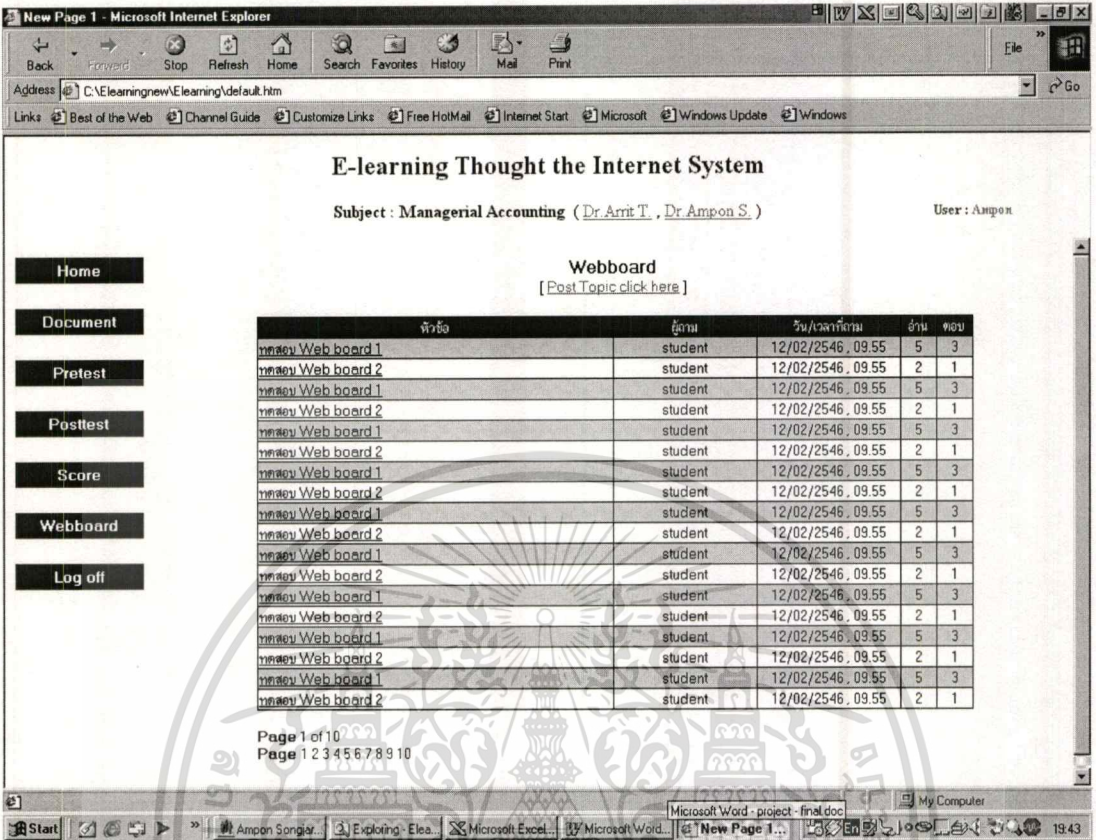 New Page 1 - Microsoft Internet Explorer
Back Forward Stop Refresh Home Search Favorites History Mail Print File
Address C:\Elearningnew\Elearning\default.htm Go
Links Best of the Web Channel Guide Customize Links Free HotMail Internet Start Microsoft Windows Update Windows
E-learning Thought the Internet System
Subject : Managerial Accounting ( Dr.Arrit T. , Dr.Ampon S. ) User : Ampon
Home
Document
Pretest
Posttest
Score
Webboard
Log off
Webboard
[ Post Topic click here ]
หัวข้อ ผู้ถาม วัน/เวลาที่ถาม อ่าน ตอบ
ทดสอบ Web board 1 student 12/02/2546 , 09.55 5 3
ทดสอบ Web board 2 student 12/02/2546 , 09.55 2 1
ทดสอบ Web board 1 student 12/02/2546 , 09.55 5 3
ทดสอบ Web board 2 student 12/02/2546 , 09.55 2 1
ทดสอบ Web board 1 student 12/02/2546 , 09.55 5 3
ทดสอบ Web board 2 student 12/02/2546 , 09.55 2 1
ทดสอบ Web board 1 student 12/02/2546 , 09.55 5 3
ทดสอบ Web board 2 student 12/02/2546 , 09.55 2 1
ทดสอบ Web board 1 student 12/02/2546 , 09.55 5 3
ทดสอบ Web board 2 student 12/02/2546 , 09.55 2 1
ทดสอบ Web board 1 student 12/02/2546 , 09.55 5 3
ทดสอบ Web board 2 student 12/02/2546 , 09.55 2 1
ทดสอบ Web board 1 student 12/02/2546 , 09.55 5 3
ทดสอบ Web board 2 student 12/02/2546 , 09.55 2 1
ทดสอบ Web board 1 student 12/02/2546 , 09.55 5 3
ทดสอบ Web board 2 student 12/02/2546 , 09.55 2 1
ทดสอบ Web board 1 student 12/02/2546 , 09.55 5 3
ทดสอบ Web board 2 student 12/02/2546 , 09.55 2 1
Page 1 of 10
Page 1 2 3 4 5 6 7 8 9 10
My Computer
Microsoft Word - project - final.doc
Start Ampon Songjar... Exploring - Elea... Microsoft Excel... Microsoft Word... New Page 1... En 19:43